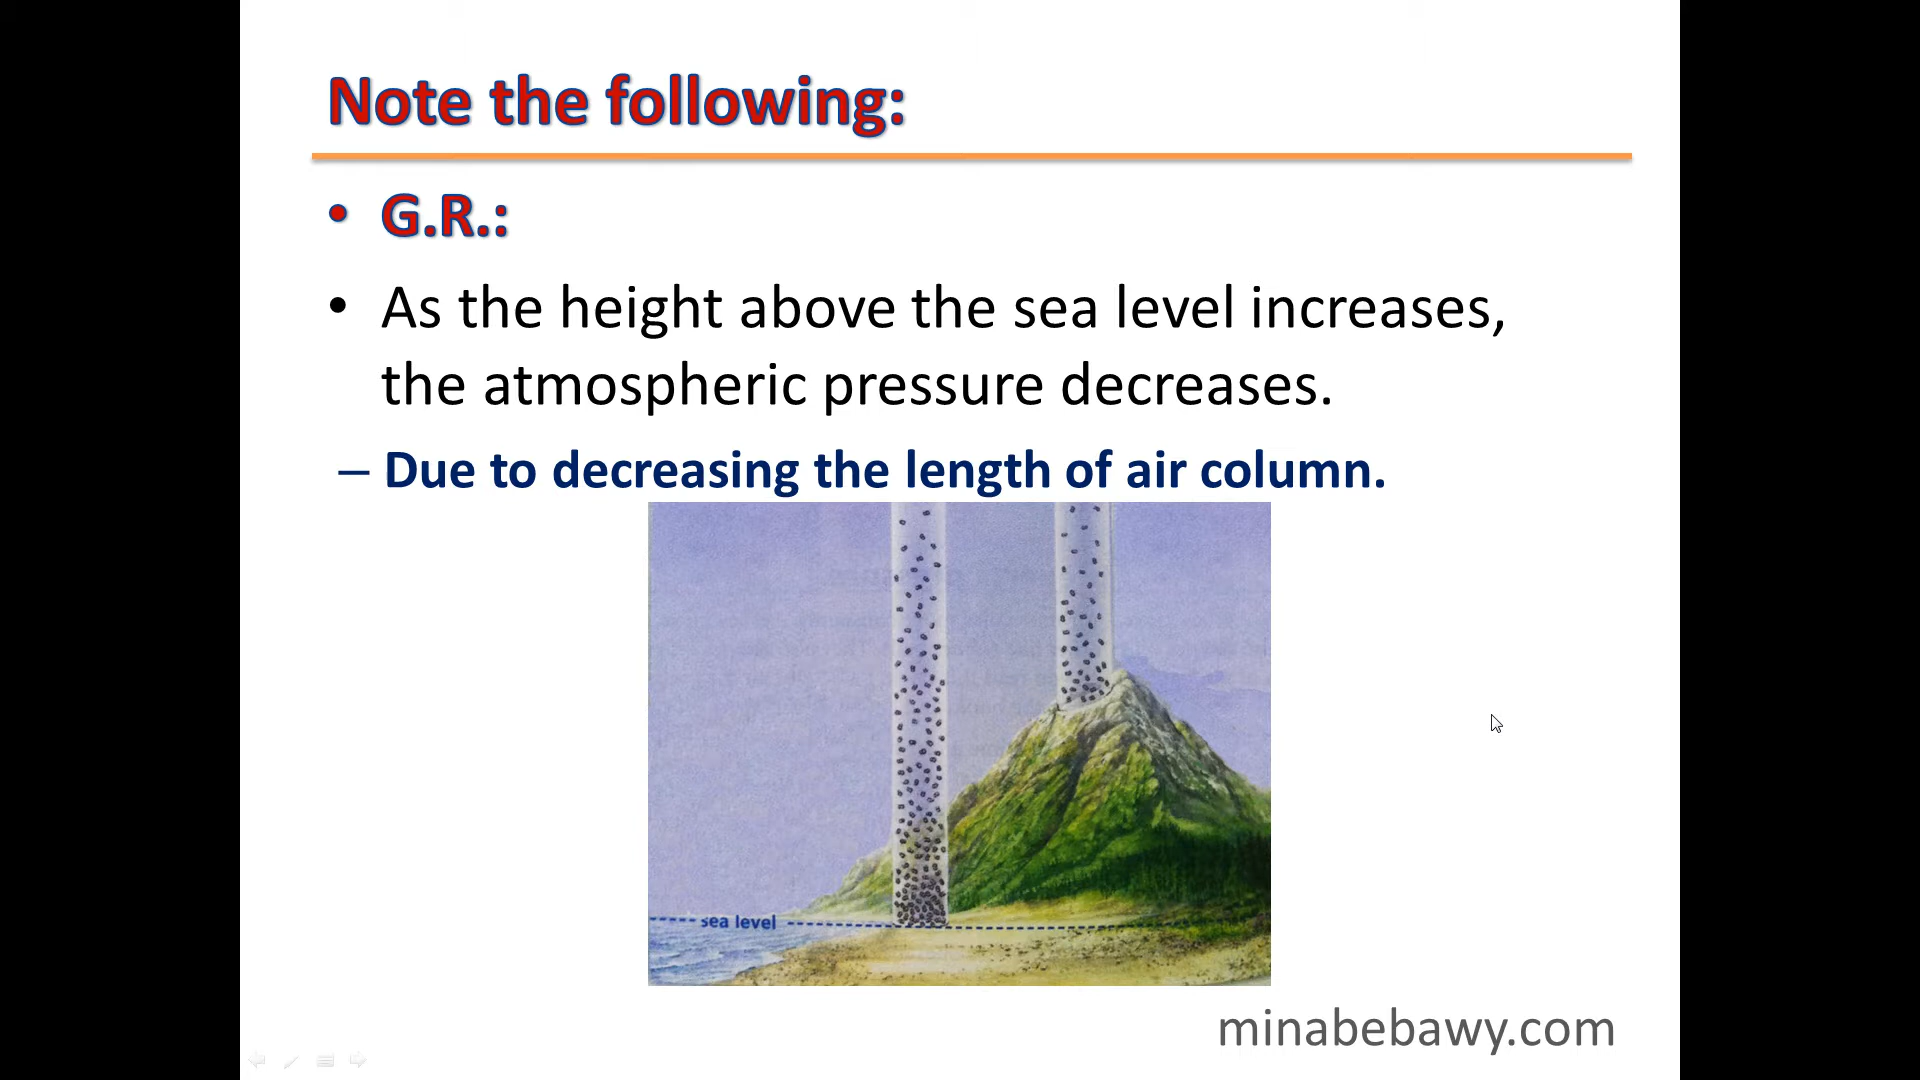 Note the following:
• G.R.:
• As the height above the sea level increases,
the atmospheric pressure decreases.
– Due to decreasing the length of air column.
sea level
minabebawy.com